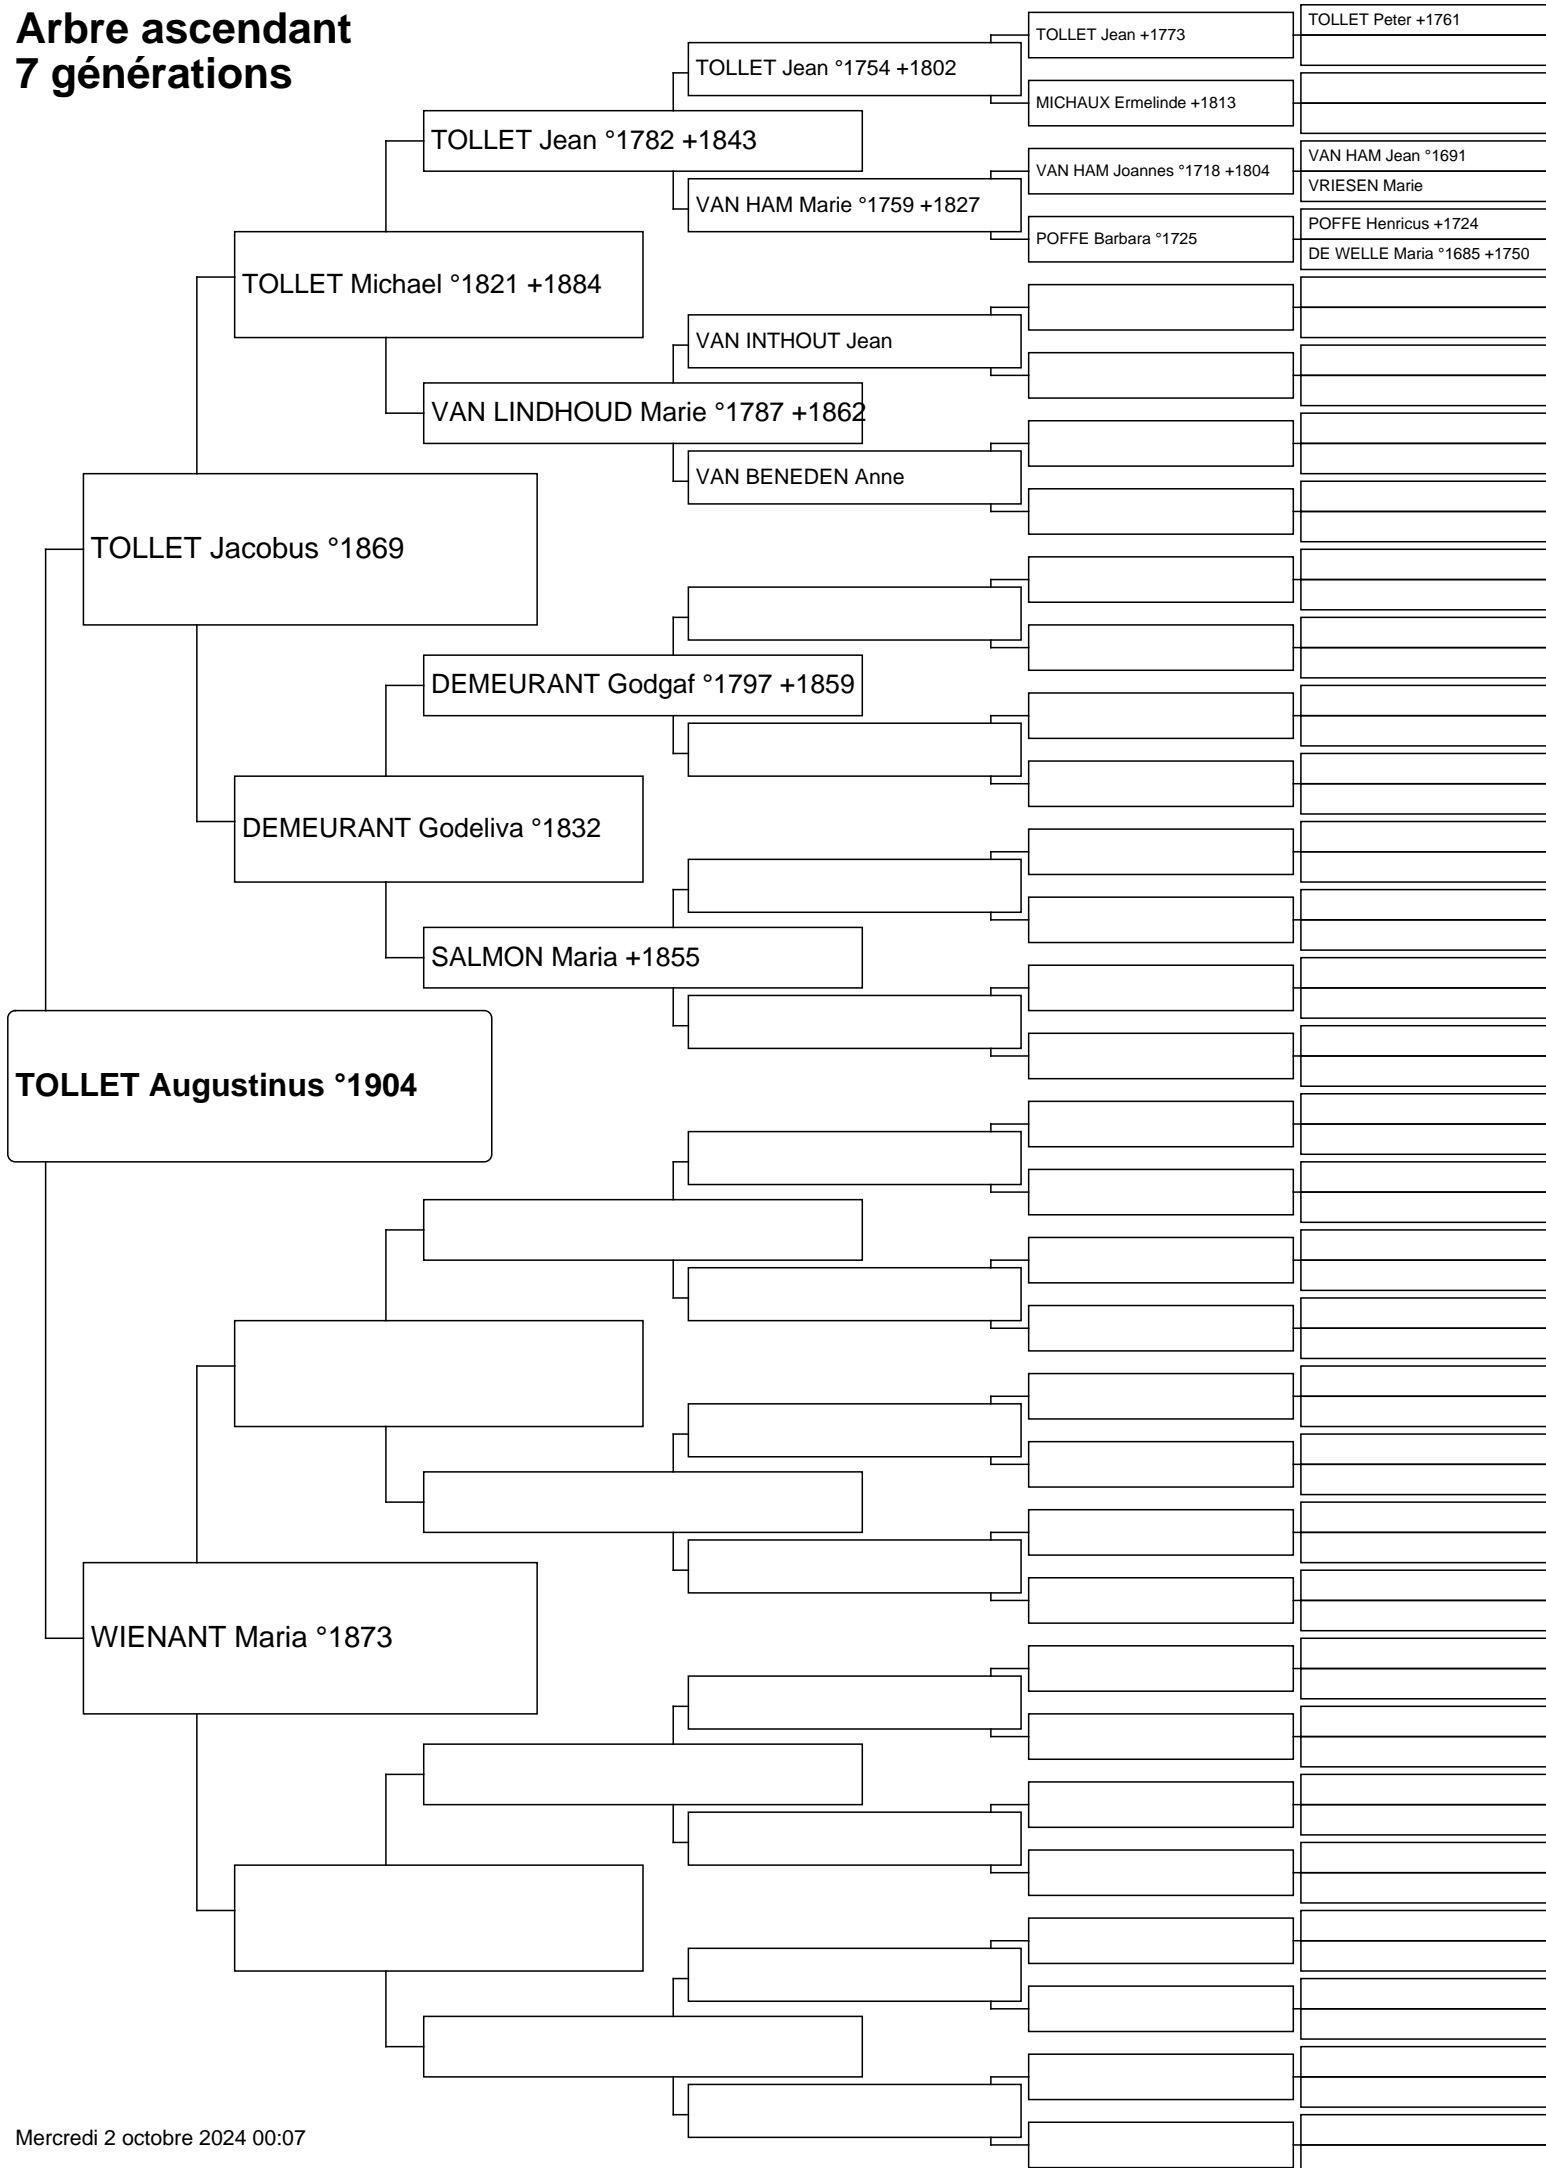 Arbre ascendant
7 générations
TOLLET Peter +1761
TOLLET Jean +1773
TOLLET Jean °1754 +1802
MICHAUX Ermelinde +1813
TOLLET Jean °1782 +1843
VAN HAM Jean °1691
VAN HAM Joannes °1718 +1804
VRIESEN Marie
VAN HAM Marie °1759 +1827
POFFE Henricus +1724
POFFE Barbara °1725
DE WELLE Maria °1685 +1750
TOLLET Michael °1821 +1884
VAN INTHOUT Jean
VAN LINDHOUD Marie °1787 +1862
VAN BENEDEN Anne
TOLLET Jacobus °1869
DEMEURANT Godgaf °1797 +1859
DEMEURANT Godeliva °1832
SALMON Maria +1855
TOLLET Augustinus °1904
WIENANT Maria °1873
Mercredi 2 octobre 2024 00:07